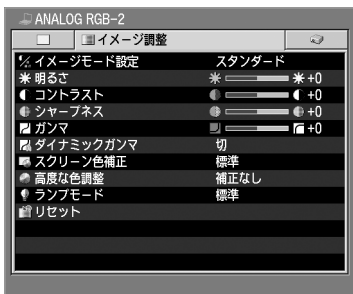 ANALOG RGB-2
イメージ調整
イメージモード設定 スタンダード
明るさ +0
コントラスト +0
シャープネス +0
ガンマ +0
ダイナミックガンマ 切
スクリーン色補正 標準
高度な色調整 補正なし
ランプモード 標準
リセット